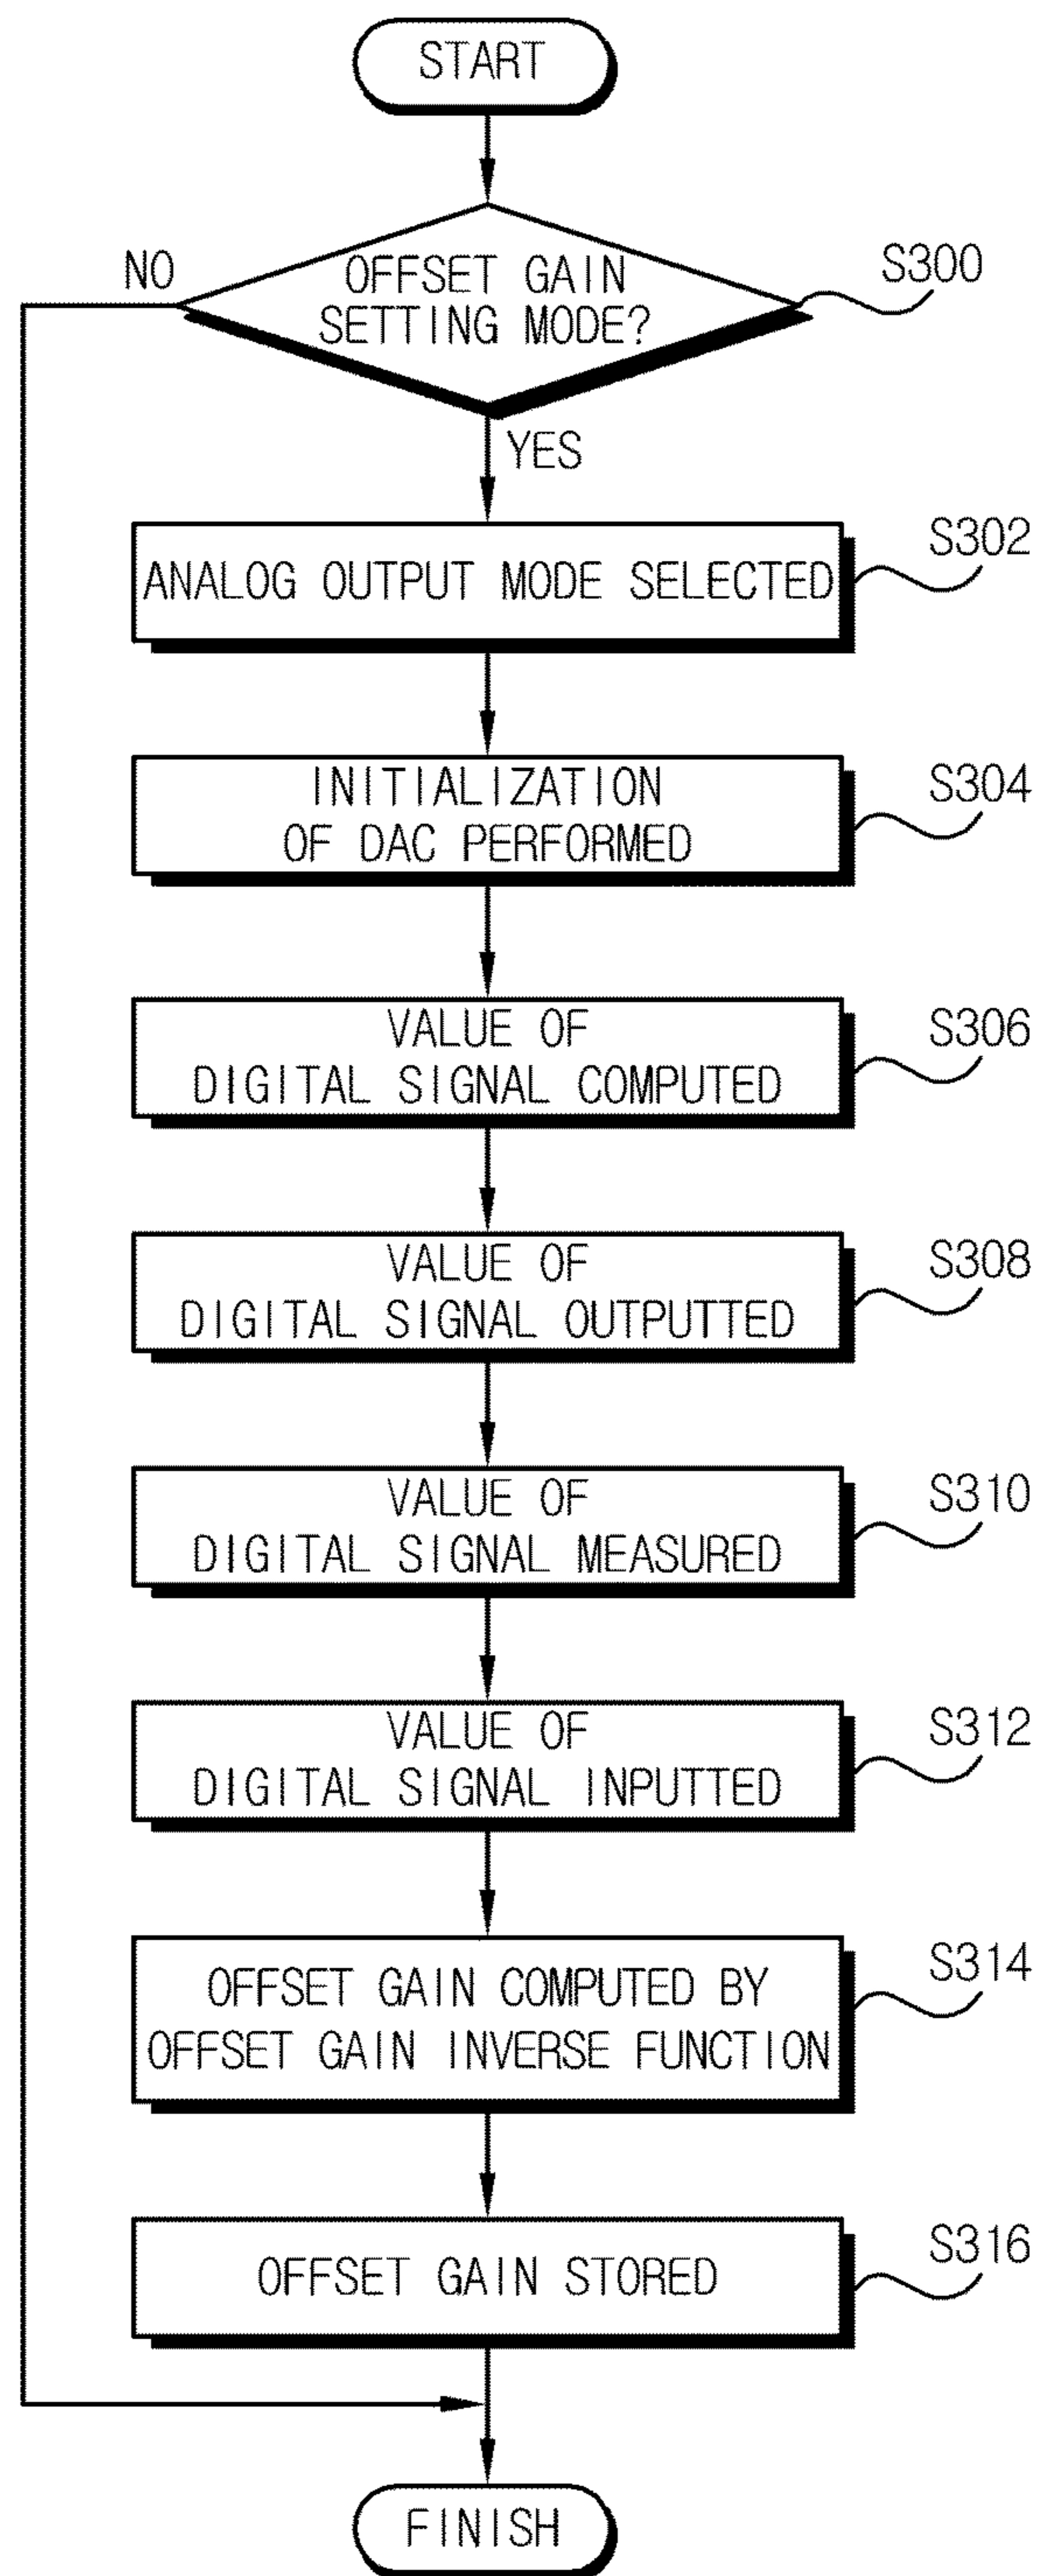 START
NO
OFFSET GAIN
SETTING MODE?
S300
YES
ANALOG OUTPUT MODE SELECTED
S302
INITIALIZATION
OF DAC PERFORMED
S304
VALUE OF
DIGITAL SIGNAL COMPUTED
S306
VALUE OF
DIGITAL SIGNAL OUTPUTTED
S308
VALUE OF
DIGITAL SIGNAL MEASURED
S310
VALUE OF
DIGITAL SIGNAL INPUTTED
S312
OFFSET GAIN COMPUTED BY
OFFSET GAIN INVERSE FUNCTION
S314
OFFSET GAIN STORED
S316
FINISH